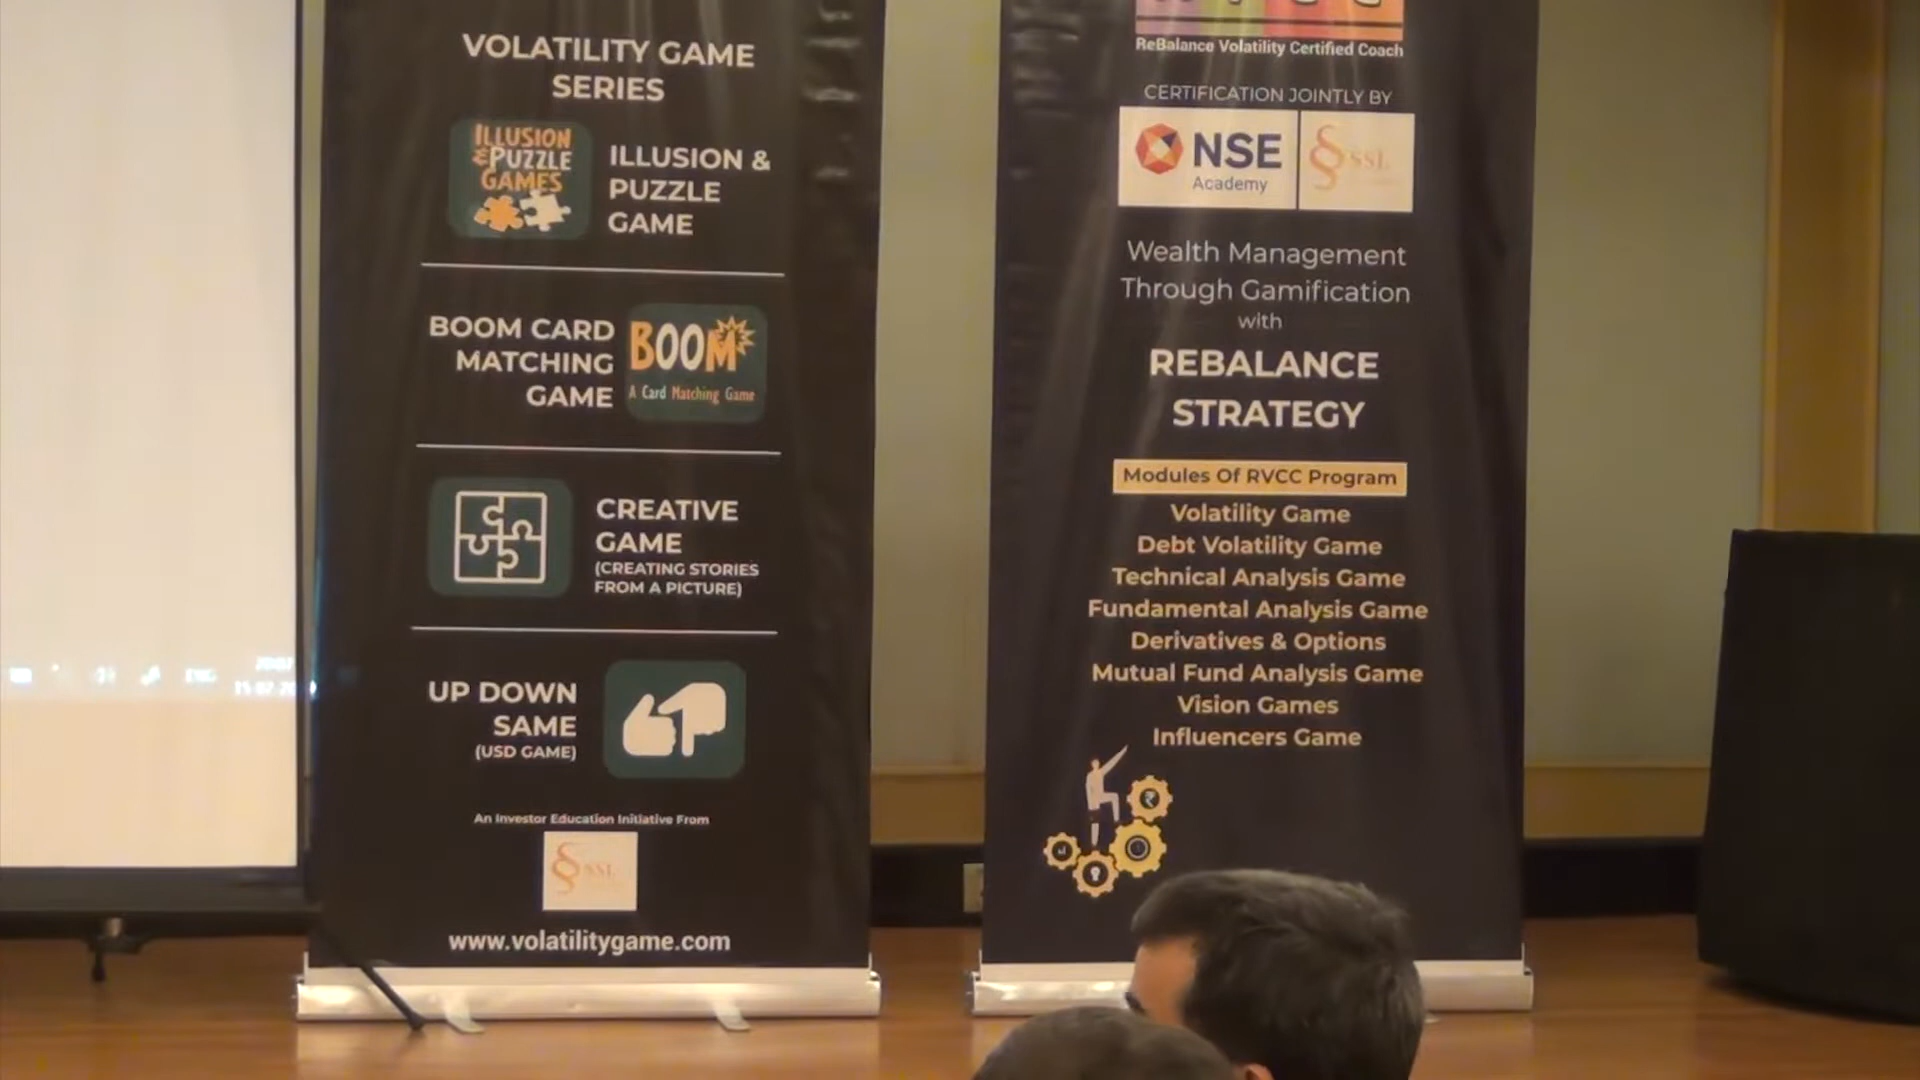 VOLATILITY GAME
SERIES
ILLUSION
& PUZZLE
GAMES
ILLUSION &
PUZZLE
GAME
BOOM CARD
MATCHING
GAME
BOOM
A Card Matching Game
CREATIVE
GAME
(CREATING STORIES
FROM A PICTURE)
UP DOWN
SAME
(USD GAME)
An Investor Education Initiative From
SSL
www.volatilitygame.com
ReBalance Volatility Certified Coach
CERTIFICATION JOINTLY BY
NSE
Academy
SSL
Wealth Management
Through Gamification
with
REBALANCE
STRATEGY
Modules Of RVCC Program
Volatility Game
Debt Volatility Game
Technical Analysis Game
Fundamental Analysis Game
Derivatives & Options
Mutual Fund Analysis Game
Vision Games
Influencers Game
ENG